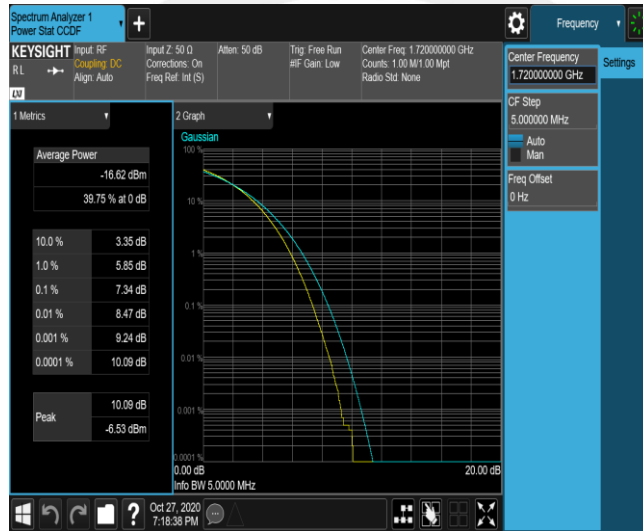 Spectrum Analyzer 1
Power Stat CCDF
Frequency
KEYSIGHT
RL
LXI
Input: RF
Coupling: DC
Align: Auto
Input Z: 50 Ω
Corrections: On
Freq Ref: Int (S)
Atten: 50 dB
Trig: Free Run
#IF Gain: Low
Center Freq: 1.720000000 GHz
Counts: 1.00 M/1.00 Mpt
Radio Std: None
Center Frequency
1.720000000 GHz
Settings
CF Step
5.000000 MHz
Auto
Man
Freq Offset
0 Hz
1 Metrics
Average Power
-16.62 dBm
39.75 % at 0 dB
10.0 % 3.35 dB
1.0 % 5.85 dB
0.1 % 7.34 dB
0.01 % 8.47 dB
0.001 % 9.24 dB
0.0001 % 10.09 dB
Peak
10.09 dB
-6.53 dBm
2 Graph
Gaussian
100 %
10 %
1 %
0.1 %
0.01 %
0.001 %
0.0001 %
0.00 dB 20.00 dB
Info BW 5.0000 MHz
Oct 27, 2020
7:18:38 PM